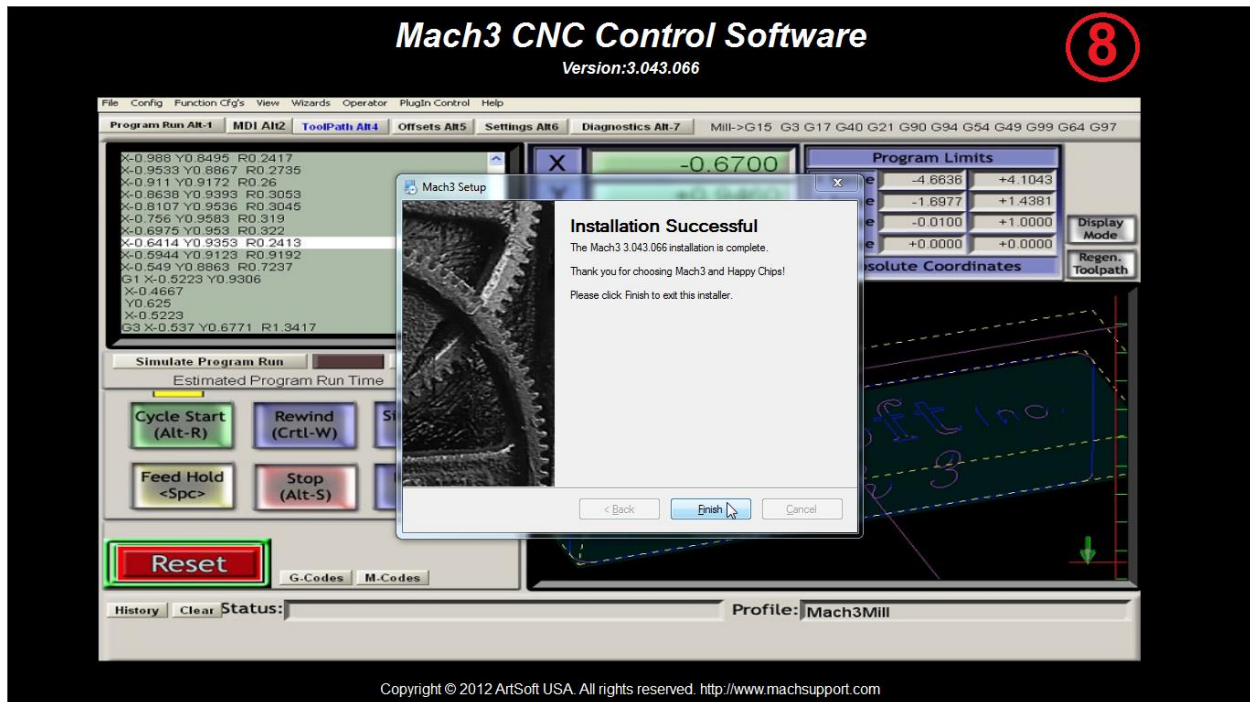 Mach3 CNC Control Software
Version:3.043.066
8
File Config Function Cfg's View Wizards Operator PlugIn Control Help
Program Run Alt-1 MDI Alt2 ToolPath Alt4 Offsets Alt5 Settings Alt6 Diagnostics Alt-7 Mill->G15 G3 G17 G40 G21 G90 G94 G54 G49 G99 G64 G97
X-0.988 Y0.8495 R0.2417
X-0.9533 Y0.8867 R0.2735
X-0.911 Y0.9172 R0.26
X-0.8638 Y0.9393 R0.3053
X-0.8107 Y0.9536 R0.3045
X-0.756 Y0.9583 R0.319
X-0.6975 Y0.953 R0.322
X-0.6414 Y0.9353 R0.2413
X-0.5944 Y0.9123 R0.9192
X-0.549 Y0.8863 R0.7237
G1 X-0.5223 Y0.9306
X-0.4667
Y0.625
X-0.5223
G3 X-0.537 Y0.6771 R1.3417
X -0.6700
Program Limits
-4.6636 +4.1043
-1.6977 +1.4381
-0.0100 +1.0000
+0.0000 +0.0000
Coordinates
Display
Mode
Regen.
Toolpath
Mach3 Setup
Installation Successful
The Mach3 3.043.066 installation is complete.
Thank you for choosing Mach3 and Happy Chips!
Please click Finish to exit this installer.
< Back Finish Cancel
Simulate Program Run
Estimated Program Run Time
Cycle Start
(Alt-R)
Rewind
(Crtl-W)
Feed Hold
<Spc>
Stop
(Alt-S)
Reset
G-Codes M-Codes
Inc.
3
History Clear Status: Profile: Mach3Mill
Copyright © 2012 ArtSoft USA. All rights reserved. http://www.machsupport.com